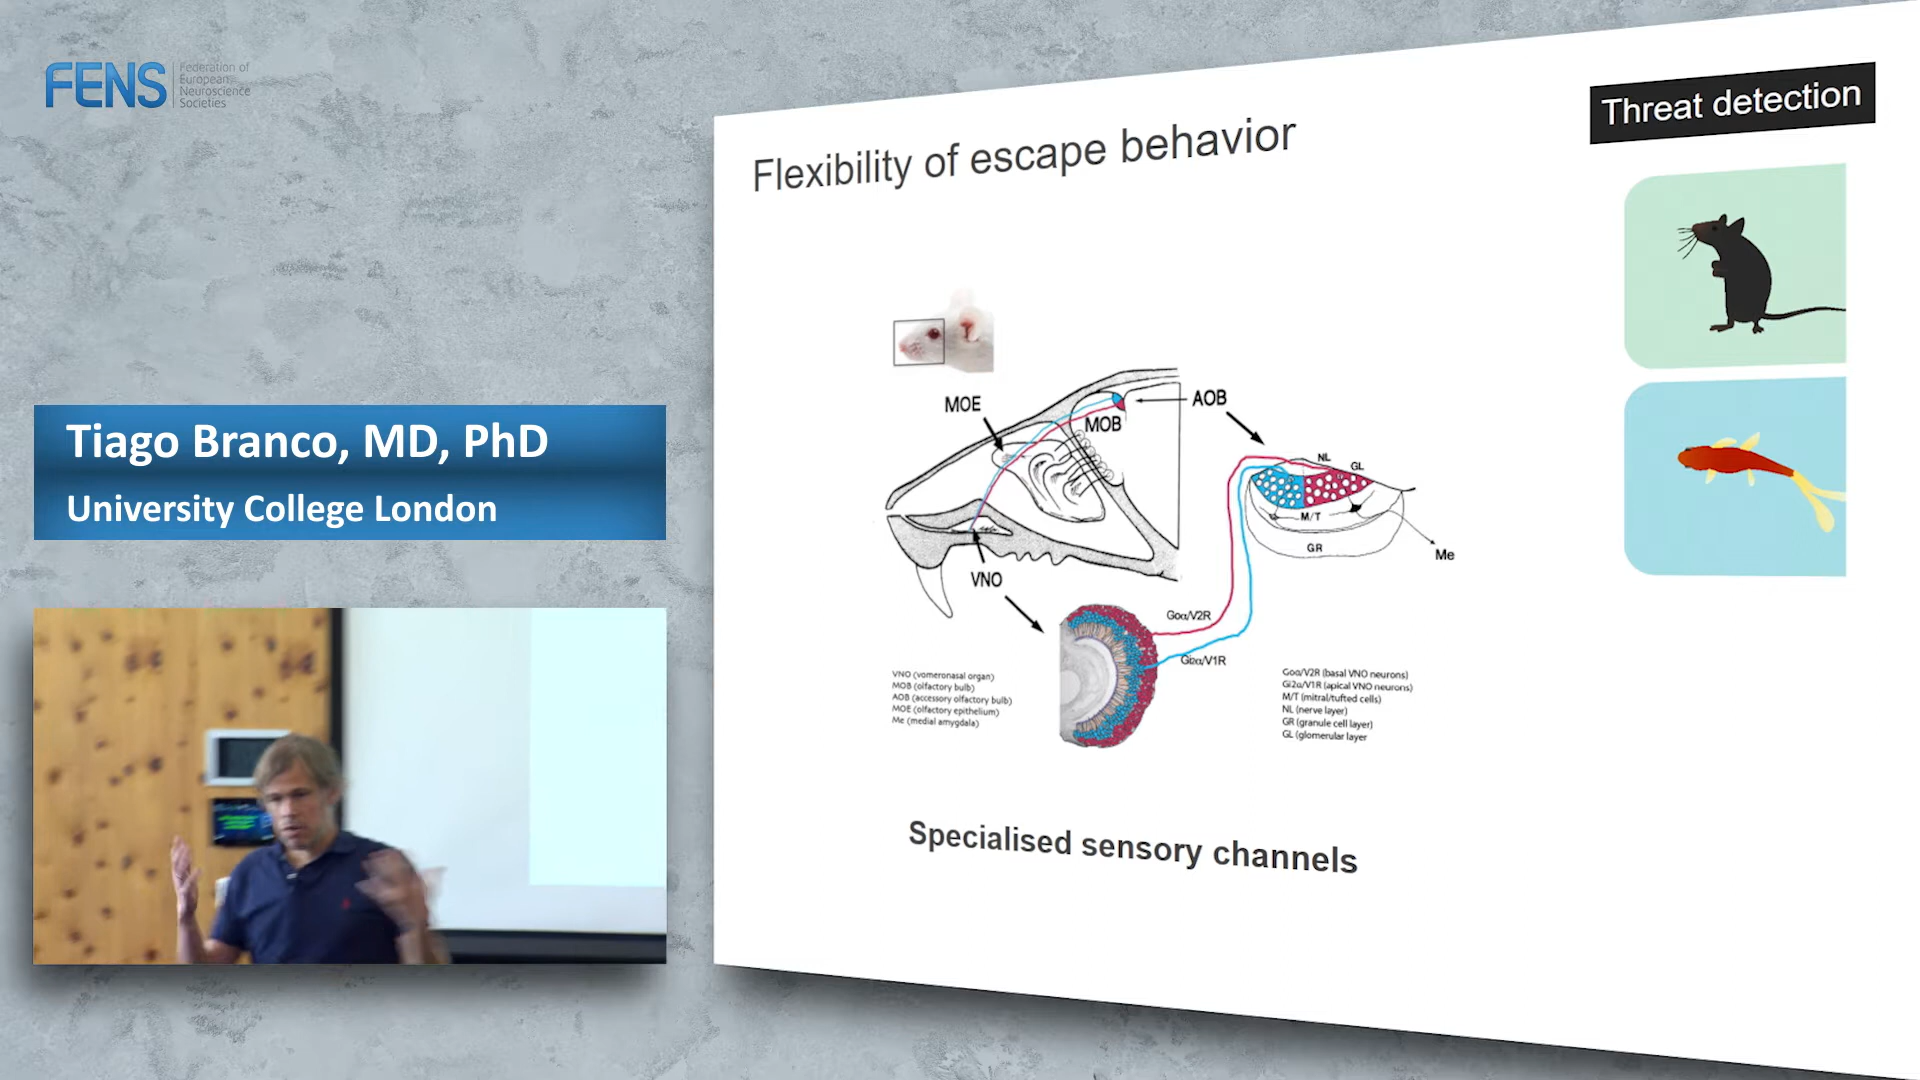 FENS
Federation of
European
Neuroscience
Societies
Tiago Branco, MD, PhD
University College London
Flexibility of escape behavior
Threat detection
MOE
MOB
AOB
VNO
NL
GL
M/T
GR
Me
Goα/V2R
Gi2α/V1R
VNO (vomeronasal organ)
MOB (olfactory bulb)
AOB (accessory olfactory bulb)
MOE (olfactory epithelium)
Me (medial amygdala)
Goα/V2R (basal VNO neurons)
Gi2α/V1R (apical VNO neurons)
M/T (mitral/tufted cells)
NL (nerve layer)
GR (granule cell layer)
GL (glomerular layer
Specialised sensory channels